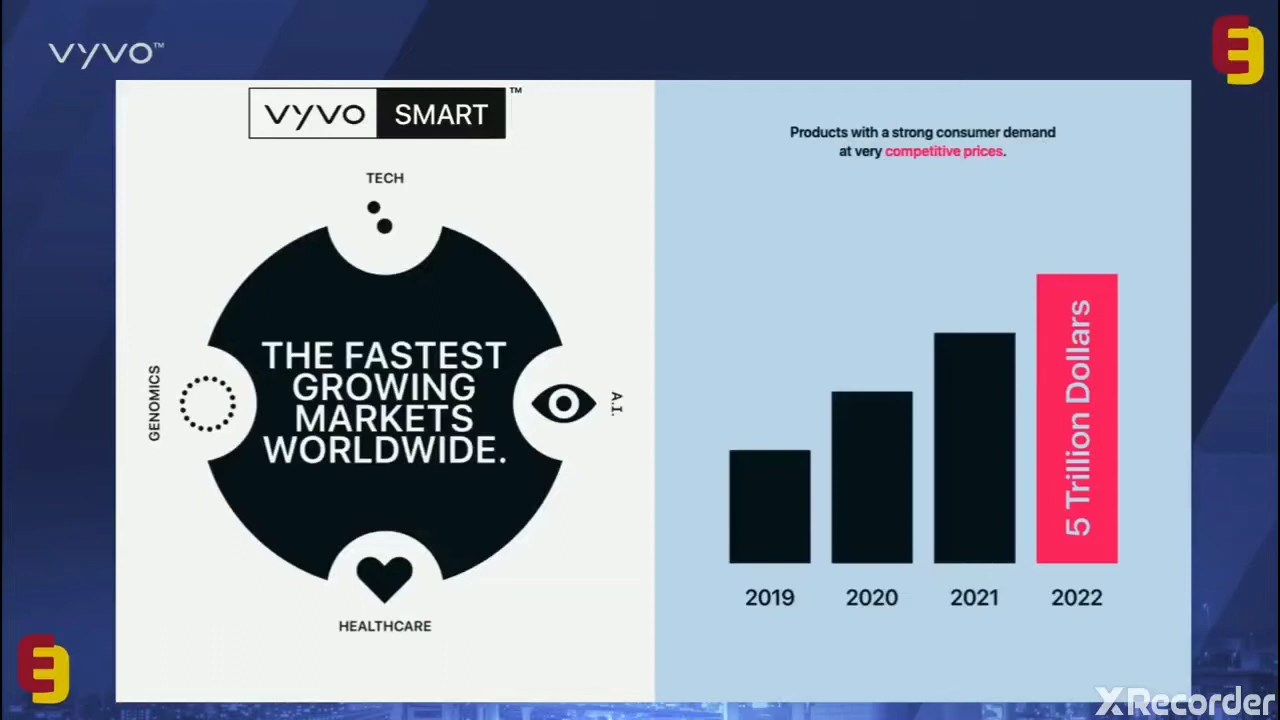 VYVO™
VYVO SMART™
TECH
GENOMICS
THE FASTEST
GROWING
MARKETS
WORLDWIDE.
A.I.
HEALTHCARE
Products with a strong consumer demand
at very competitive prices.
5 Trillion Dollars
2019 2020 2021 2022
XRecorder